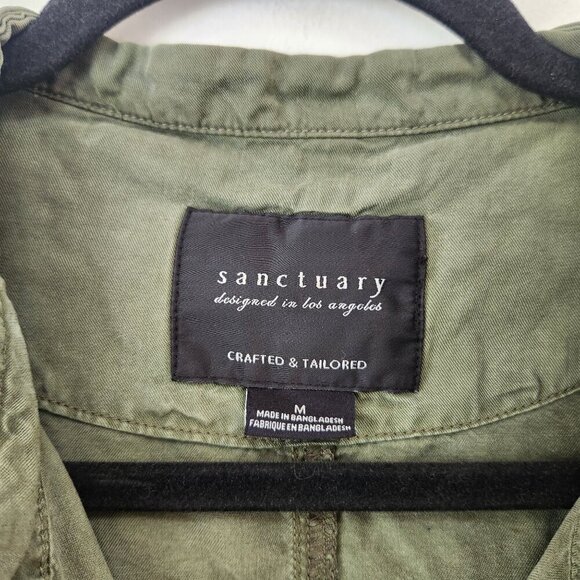 sanctuary
designed in los angeles
CRAFTED & TAILORED
M
MADE IN BANGLADESH
FABRIQUE EN BANGLADESH